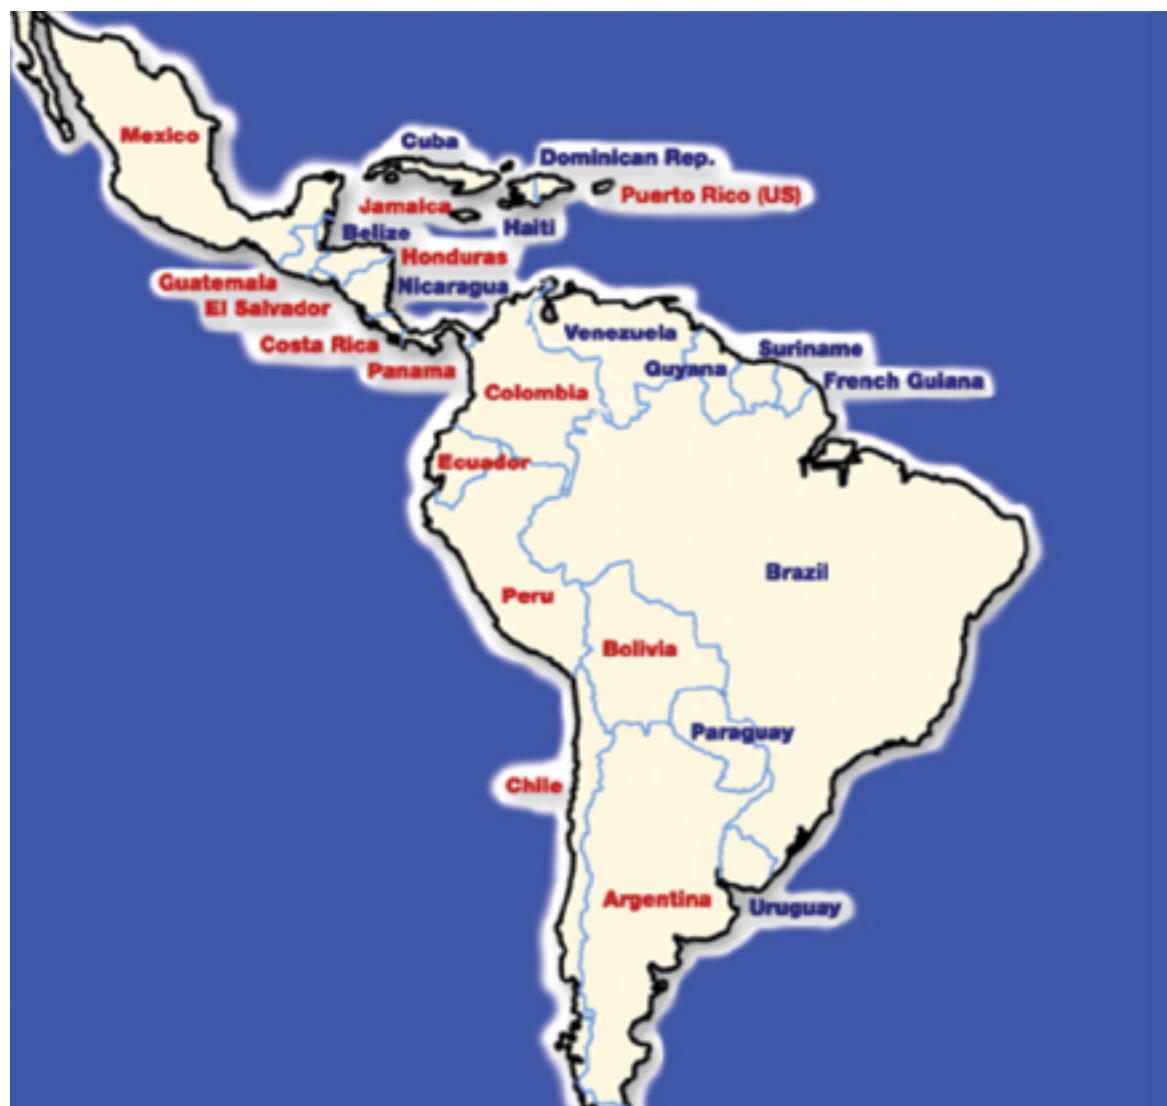 Mexico
Cuba
Dominican Rep.
Puerto Rico (US)
Jamaica
Haiti
Belize
Honduras
Guatemala
Nicaragua
El Salvador
Costa Rica
Panama
Venezuela
Suriname
Guyana
French Guiana
Colombia
Ecuador
Brazil
Peru
Bolivia
Paraguay
Chile
Argentina
Uruguay